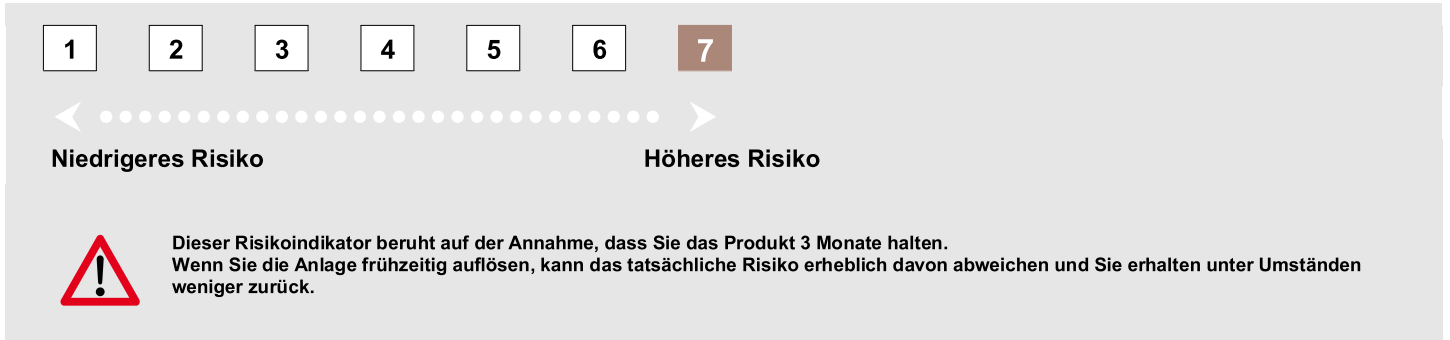 1 2 3 4 5 6 7
Niedrigeres Risiko Höheres Risiko
Dieser Risikoindikator beruht auf der Annahme, dass Sie das Produkt 3 Monate halten.
Wenn Sie die Anlage frühzeitig auflösen, kann das tatsächliche Risiko erheblich davon abweichen und Sie erhalten unter Umständen
weniger zurück.